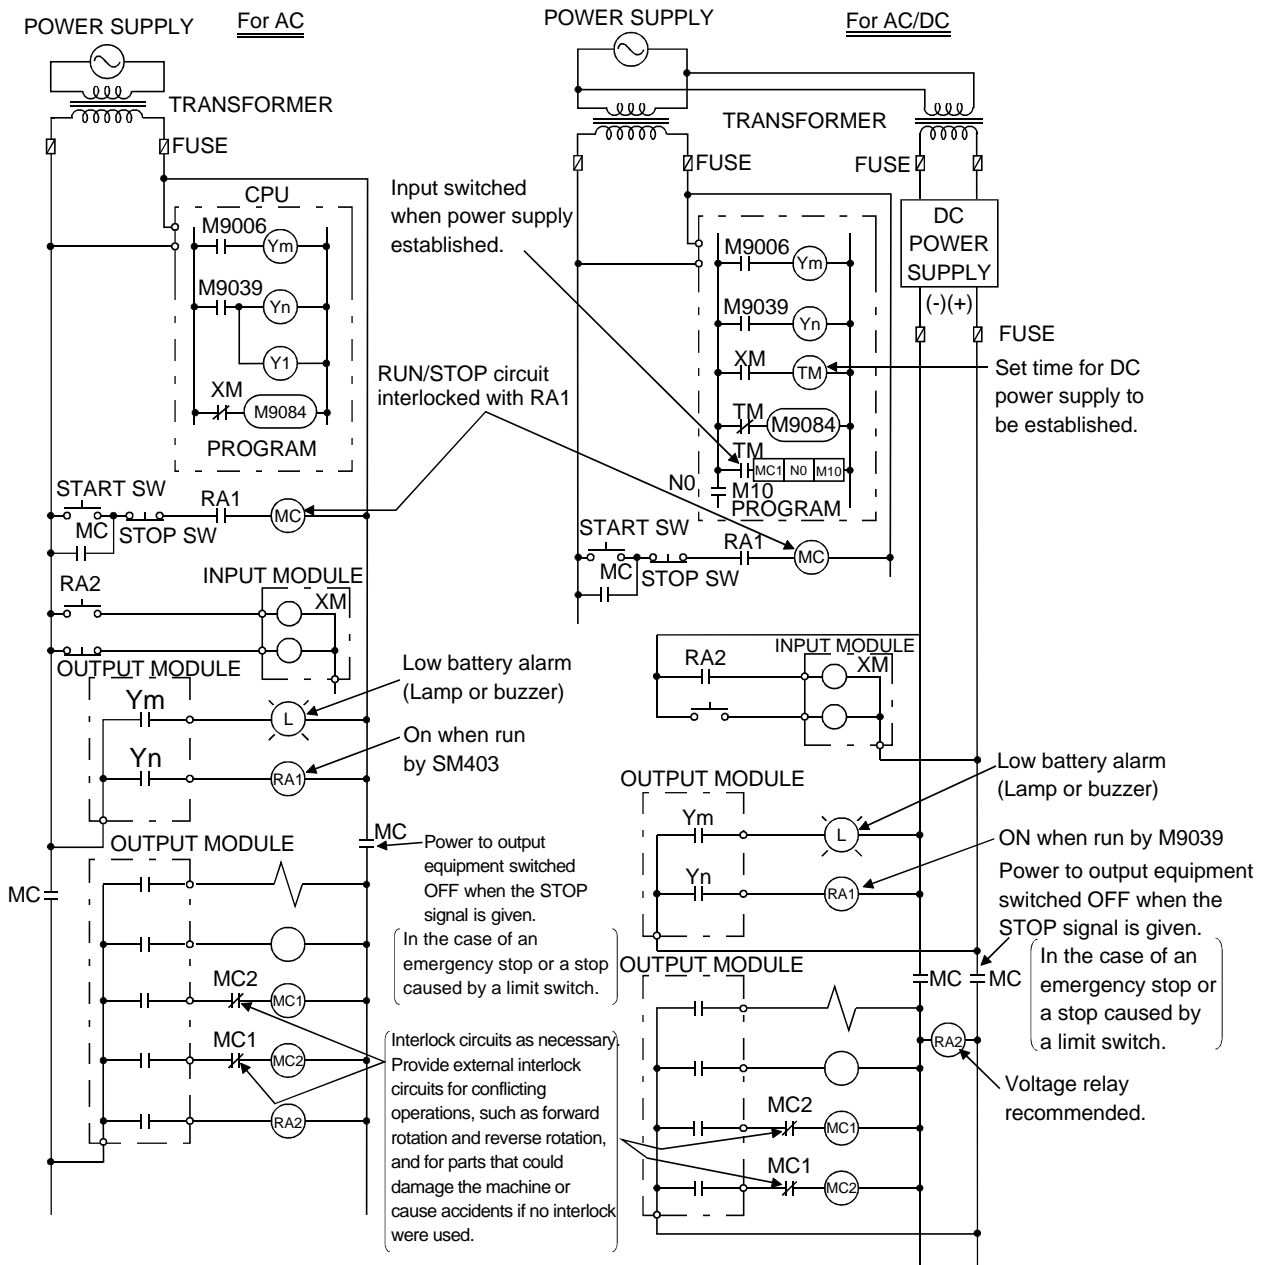 For AC
POWER SUPPLY
TRANSFORMER
FUSE
CPU
M9006
Ym
M9039
Yn
Y1
XM
M9084
PROGRAM
START SW
RA1
MC
MC
STOP SW
RA2
INPUT MODULE
XM
OUTPUT MODULE
Ym
L
Yn
RA1
OUTPUT MODULE
MC
MC
MC2
MC1
MC1
MC2
RA2
Input switched
when power supply
established.
RUN/STOP circuit
interlocked with RA1
Low battery alarm
(Lamp or buzzer)
On when run
by SM403
Power to output
equipment switched
OFF when the STOP
signal is given.
In the case of an
emergency stop or a stop
caused by a limit switch.
Interlock circuits as necessary.
Provide external interlock
circuits for conflicting
operations, such as forward
rotation and reverse rotation,
and for parts that could
damage the machine or
cause accidents if no interlock
were used.
For AC/DC
POWER SUPPLY
TRANSFORMER
FUSE
FUSE
DC
POWER
SUPPLY
(-)(+)
FUSE
M9006
Ym
M9039
Yn
XM
TM
TM
M9084
TM
MC1 N0 M10
N0
M10
PROGRAM
Set time for DC
power supply to
be established.
START SW
RA1
MC
MC
STOP SW
INPUT MODULE
RA2
XM
OUTPUT MODULE
Ym
L
Yn
RA1
Low battery alarm
(Lamp or buzzer)
ON when run by M9039
Power to output equipment
switched OFF when the
STOP signal is given.
In the case of an
emergency stop or
a stop caused by
a limit switch.
OUTPUT MODULE
MC
MC
RA2
Voltage relay
recommended.
MC2
MC1
MC1
MC2